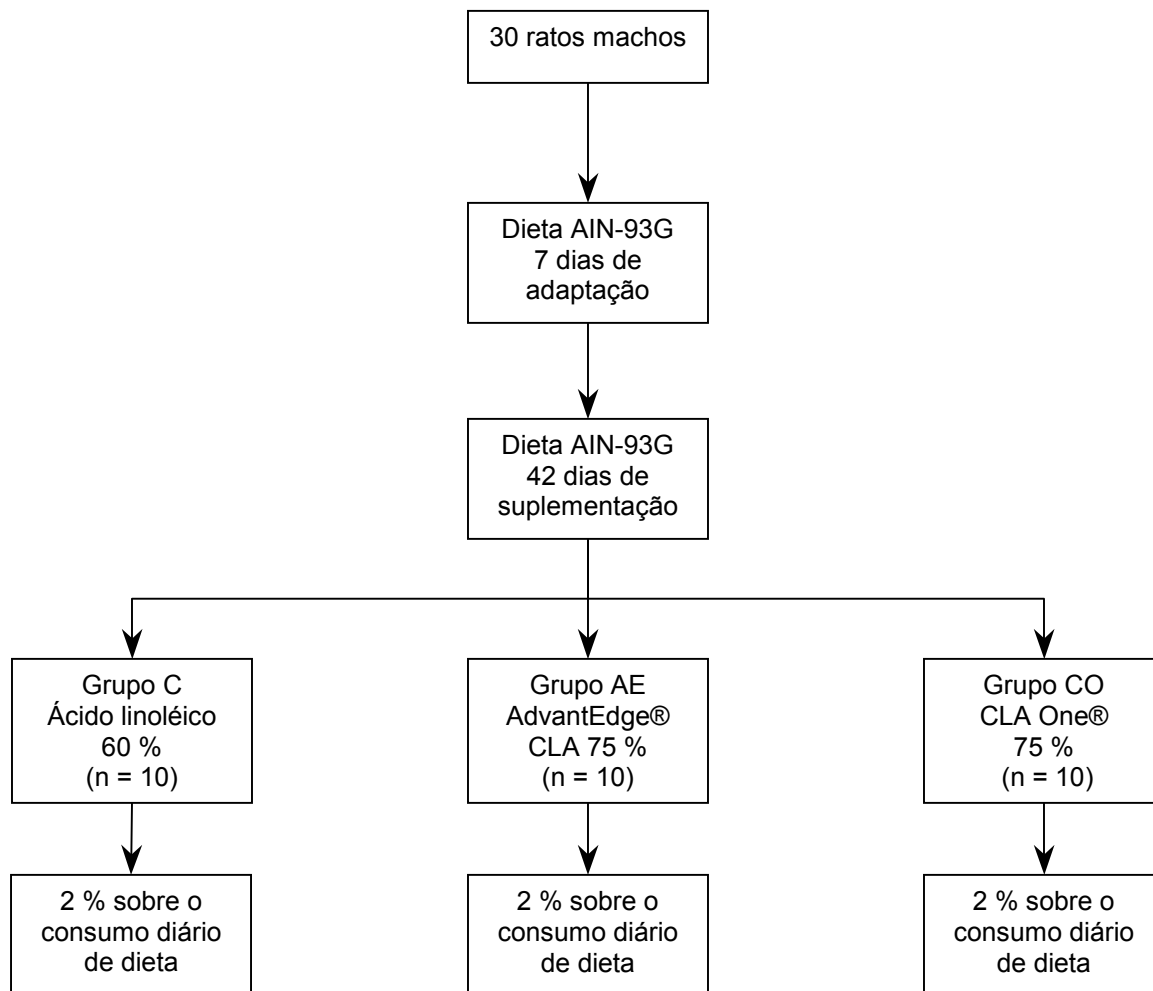 30 ratos machos
Dieta AIN-93G
7 dias de
adaptação
Dieta AIN-93G
42 dias de
suplementação
Grupo C
Ácido linoléico
60 %
(n = 10)
Grupo AE
AdvantEdge®
CLA 75 %
(n = 10)
Grupo CO
CLA One®
75 %
(n = 10)
2 % sobre o
consumo diário
de dieta
2 % sobre o
consumo diário
de dieta
2 % sobre o
consumo diário
de dieta